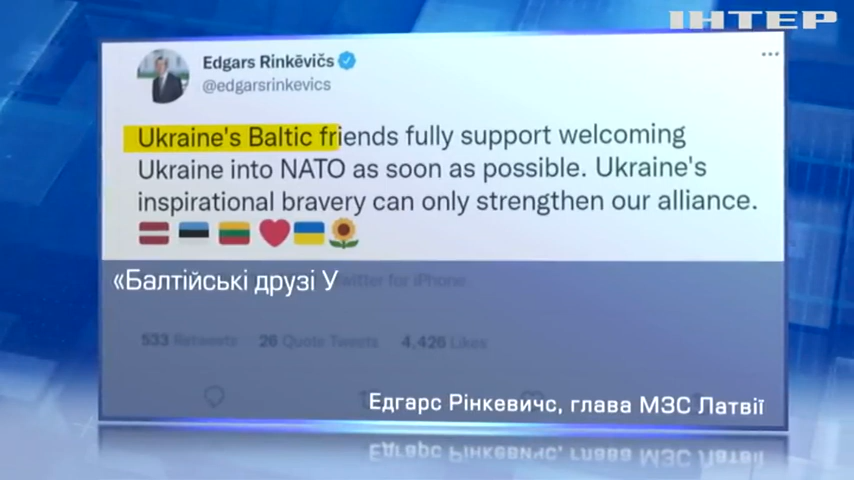 ІНТЕР
Edgars Rinkēvičs
@edgarsrinkevics
Ukraine's Baltic friends fully support welcoming
Ukraine into NATO as soon as possible. Ukraine's
inspirational bravery can only strengthen our alliance.
«Балтійські друзі У
Twitter for iPhone
533 Retweets 26 Quote Tweets 4,426 Likes
Едгарс Рінкевичс, глава МЗС Латвії